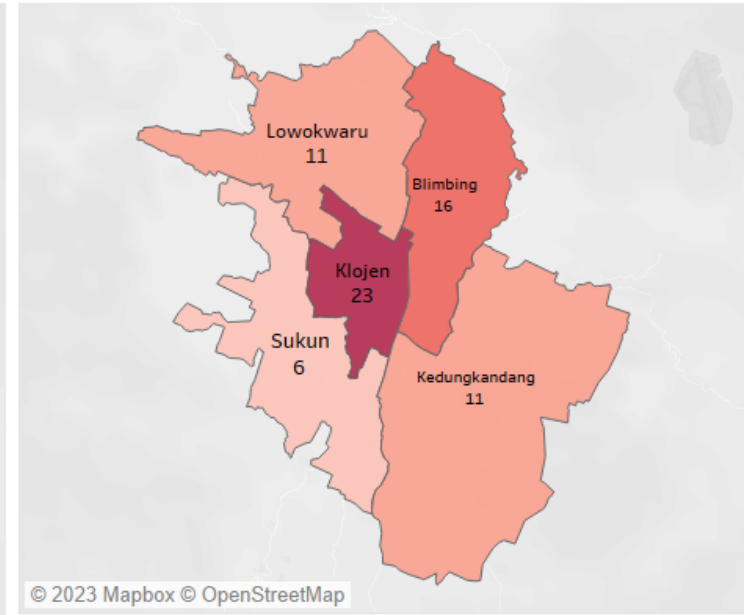 Lowokwaru
11
Blimbing
16
Klojen
23
Sukun
6
Kedungkandang
11
© 2023 Mapbox © OpenStreetMap